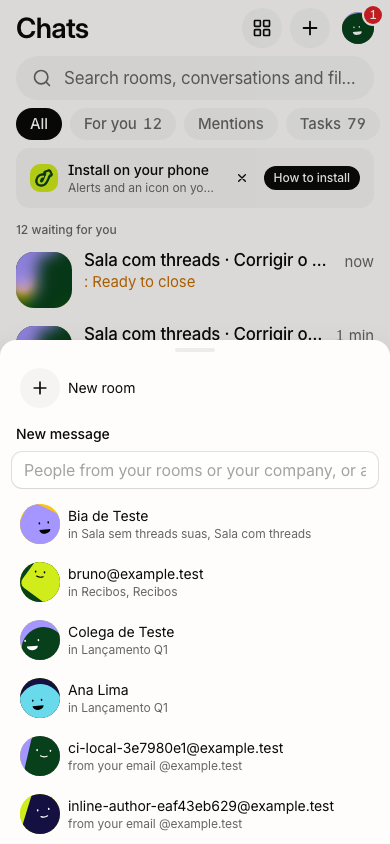 Chats
1
Search rooms, conversations and fil...
All
For you 12
Mentions
Tasks 79
Install on your phone
Alerts and an icon on yo...
How to install
12 waiting for you
Sala com threads · Corrigir o ...
now
: Ready to close
Sala com threads · Corrigir o ...
1 min
New room
New message
People from your rooms or your company, or a
Bia de Teste
in Sala sem threads suas, Sala com threads
bruno@example.test
in Recibos, Recibos
Colega de Teste
in Lançamento Q1
Ana Lima
in Lançamento Q1
ci-local-3e7980e1@example.test
from your email @example.test
inline-author-eaf43eb629@example.test
from your email @example.test